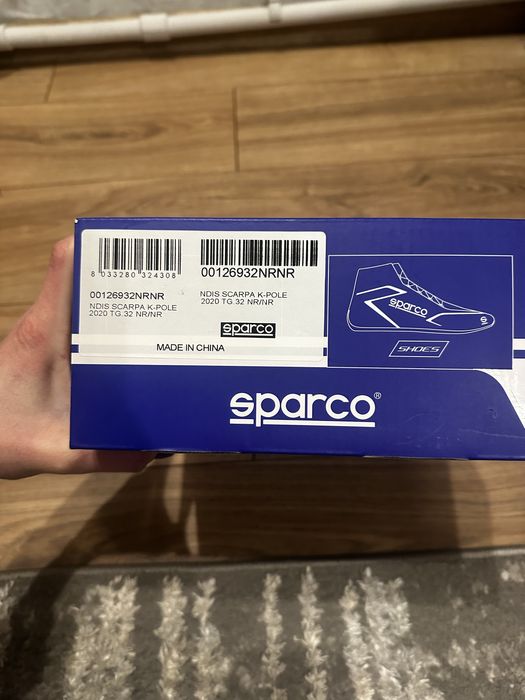 8 033280 324308
00126932NRNR
NDIS SCARPA K-POLE
2020 TG.32 NR/NR
00126932NRNR
NDIS SCARPA K-POLE
2020 TG.32 NR/NR
sparco
MADE IN CHINA
sparco
S
SHOES
sparco®